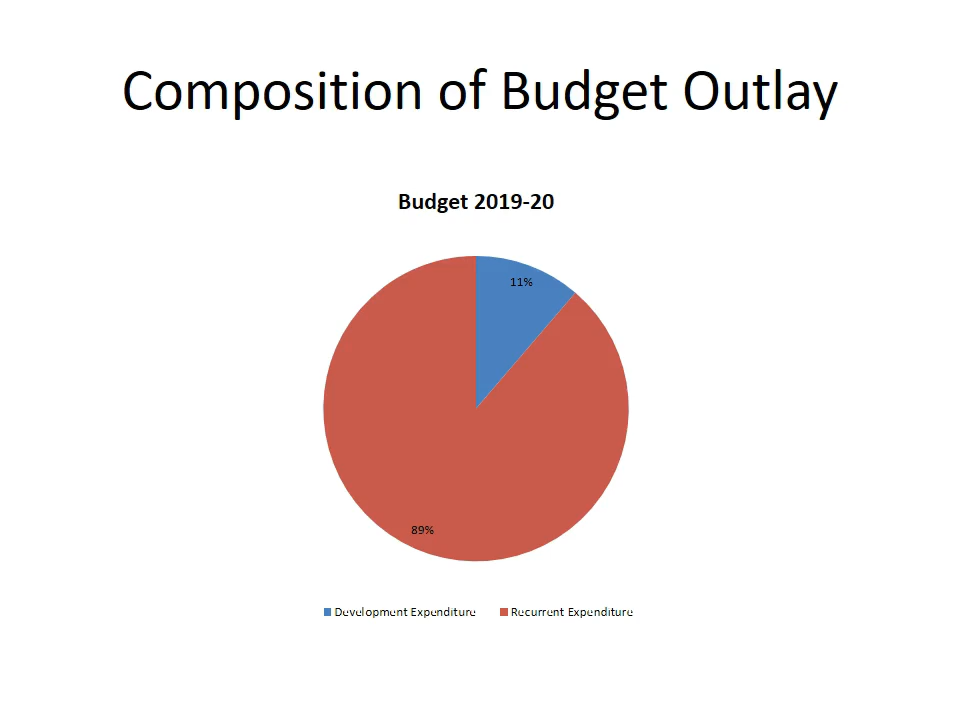 Composition of Budget Outlay
Budget 2019-20
11%
89%
Development Expenditure Recurrent Expenditure